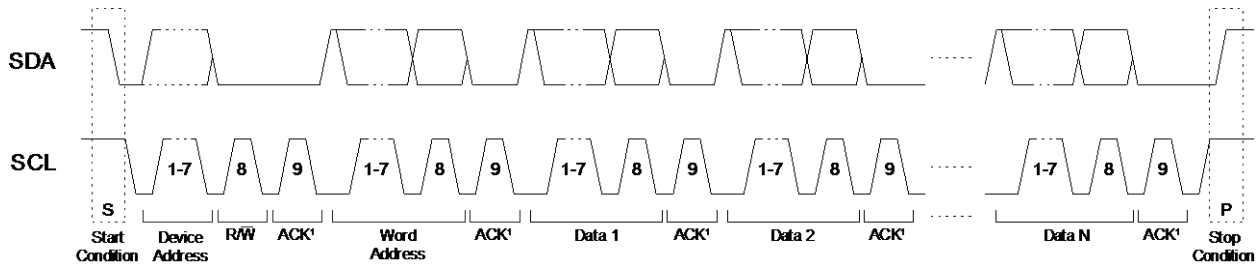 SDA
SCL
1-7 8 9 1-7 8 9 1-7 8 9 1-7 8 9 1-7 8 9
S P
Start Condition
Device Address
R/W̅
ACK¹
Word Address
ACK¹
Data 1
ACK¹
Data 2
ACK¹
Data N
ACK¹
Stop Condition